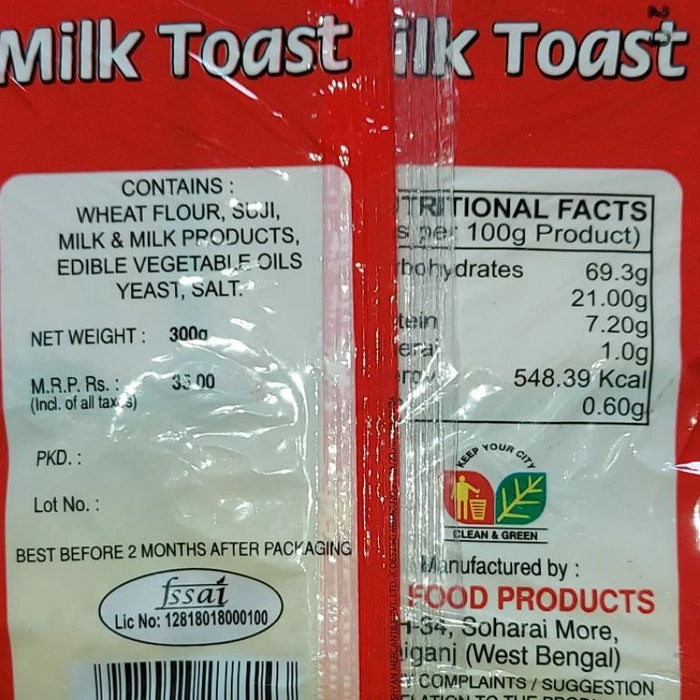 Milk Toast
CONTAINS :
WHEAT FLOUR, SUJI,
MILK & MILK PRODUCTS,
EDIBLE VEGETABLE OILS
YEAST, SALT.
NET WEIGHT : 300g
M.R.P. Rs. : 35.00
(Incl. of all taxes)
PKD. :
Lot No. :
BEST BEFORE 2 MONTHS AFTER PACKAGING
fssai
Lic No: 12818018000100
ilk Toast
TRITIONAL FACTS
s per 100g Product)
rbohydrates 69.3g
21.00g
tein 7.20g
1.0g
548.39 Kcal
0.60g
KEEP YOUR CITY
CLEAN & GREEN
Manufactured by :
FOOD PRODUCTS
-34, Soharai More,
iganj (West Bengal)
COMPLAINTS / SUGGESTION